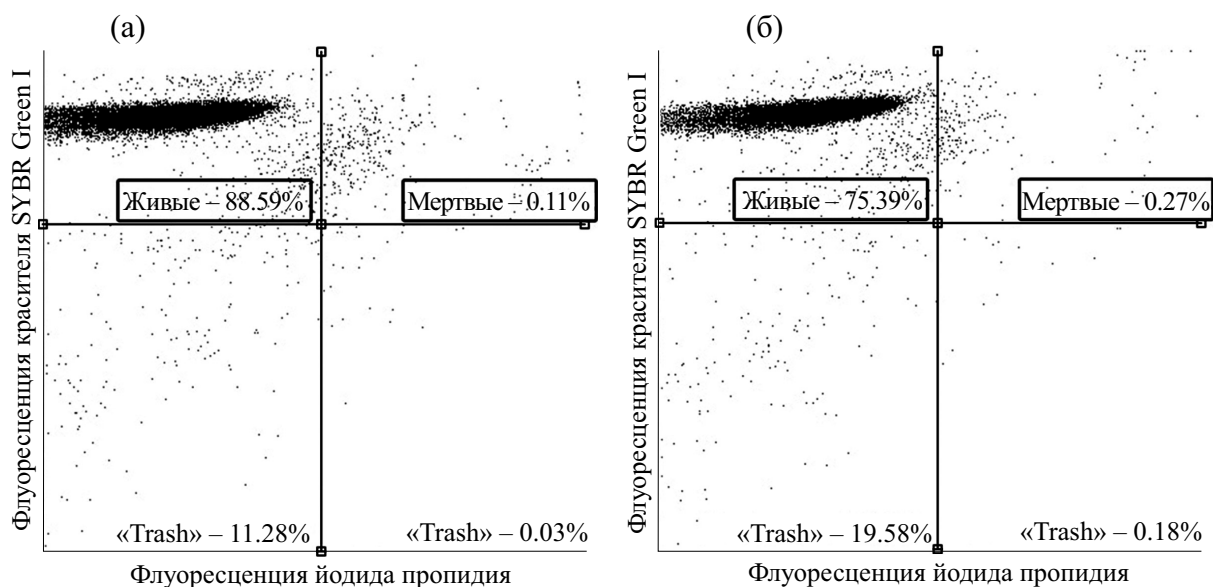 (а)
Флуоресценция красителя SYBR Green I
Живые – 88.59%
Мертвые – 0.11%
«Trash» – 11.28%
«Trash» – 0.03%
Флуоресценция йодида пропидия
(б)
Флуоресценция красителя SYBR Green I
Живые – 75.39%
Мертвые – 0.27%
«Trash» – 19.58%
«Trash» – 0.18%
Флуоресценция йодида пропидия